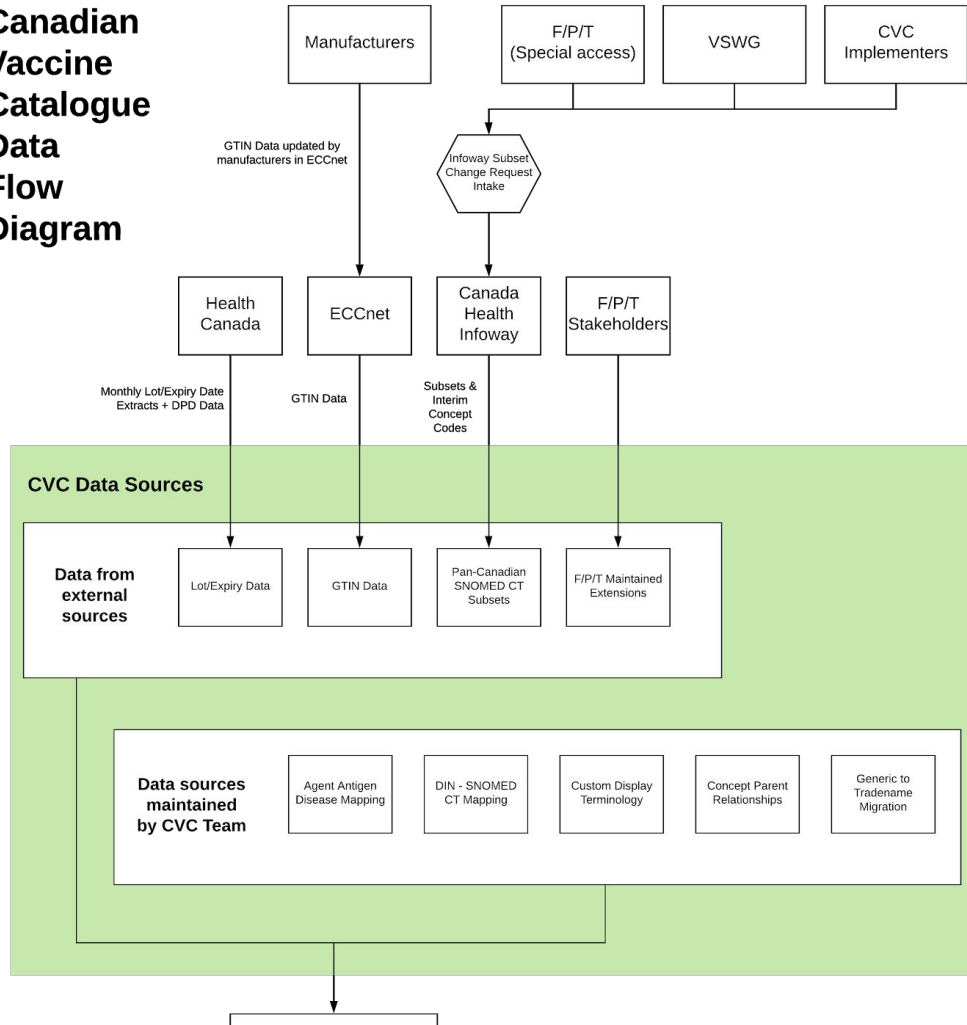 Canadian
Vaccine
Catalogue
Data
Flow
Diagram
Manufacturers
F/P/T
(Special access)
VSWG
CVC
Implementers
GTIN Data updated by
manufacturers in ECCnet
Infoway Subset
Change Request
Intake
Health
Canada
ECCnet
Canada
Health
Infoway
F/P/T
Stakeholders
Monthly Lot/Expiry Date
Extracts + DPD Data
GTIN Data
Subsets &
Interim
Concept
Codes
CVC Data Sources
Data from
external
sources
Lot/Expiry Data
GTIN Data
Pan-Canadian
SNOMED CT
Subsets
F/P/T Maintained
Extensions
Data sources
maintained
by CVC Team
Agent Antigen
Disease Mapping
DIN - SNOMED
CT Mapping
Custom Display
Terminology
Concept Parent
Relationships
Generic to
Tradename
Migration